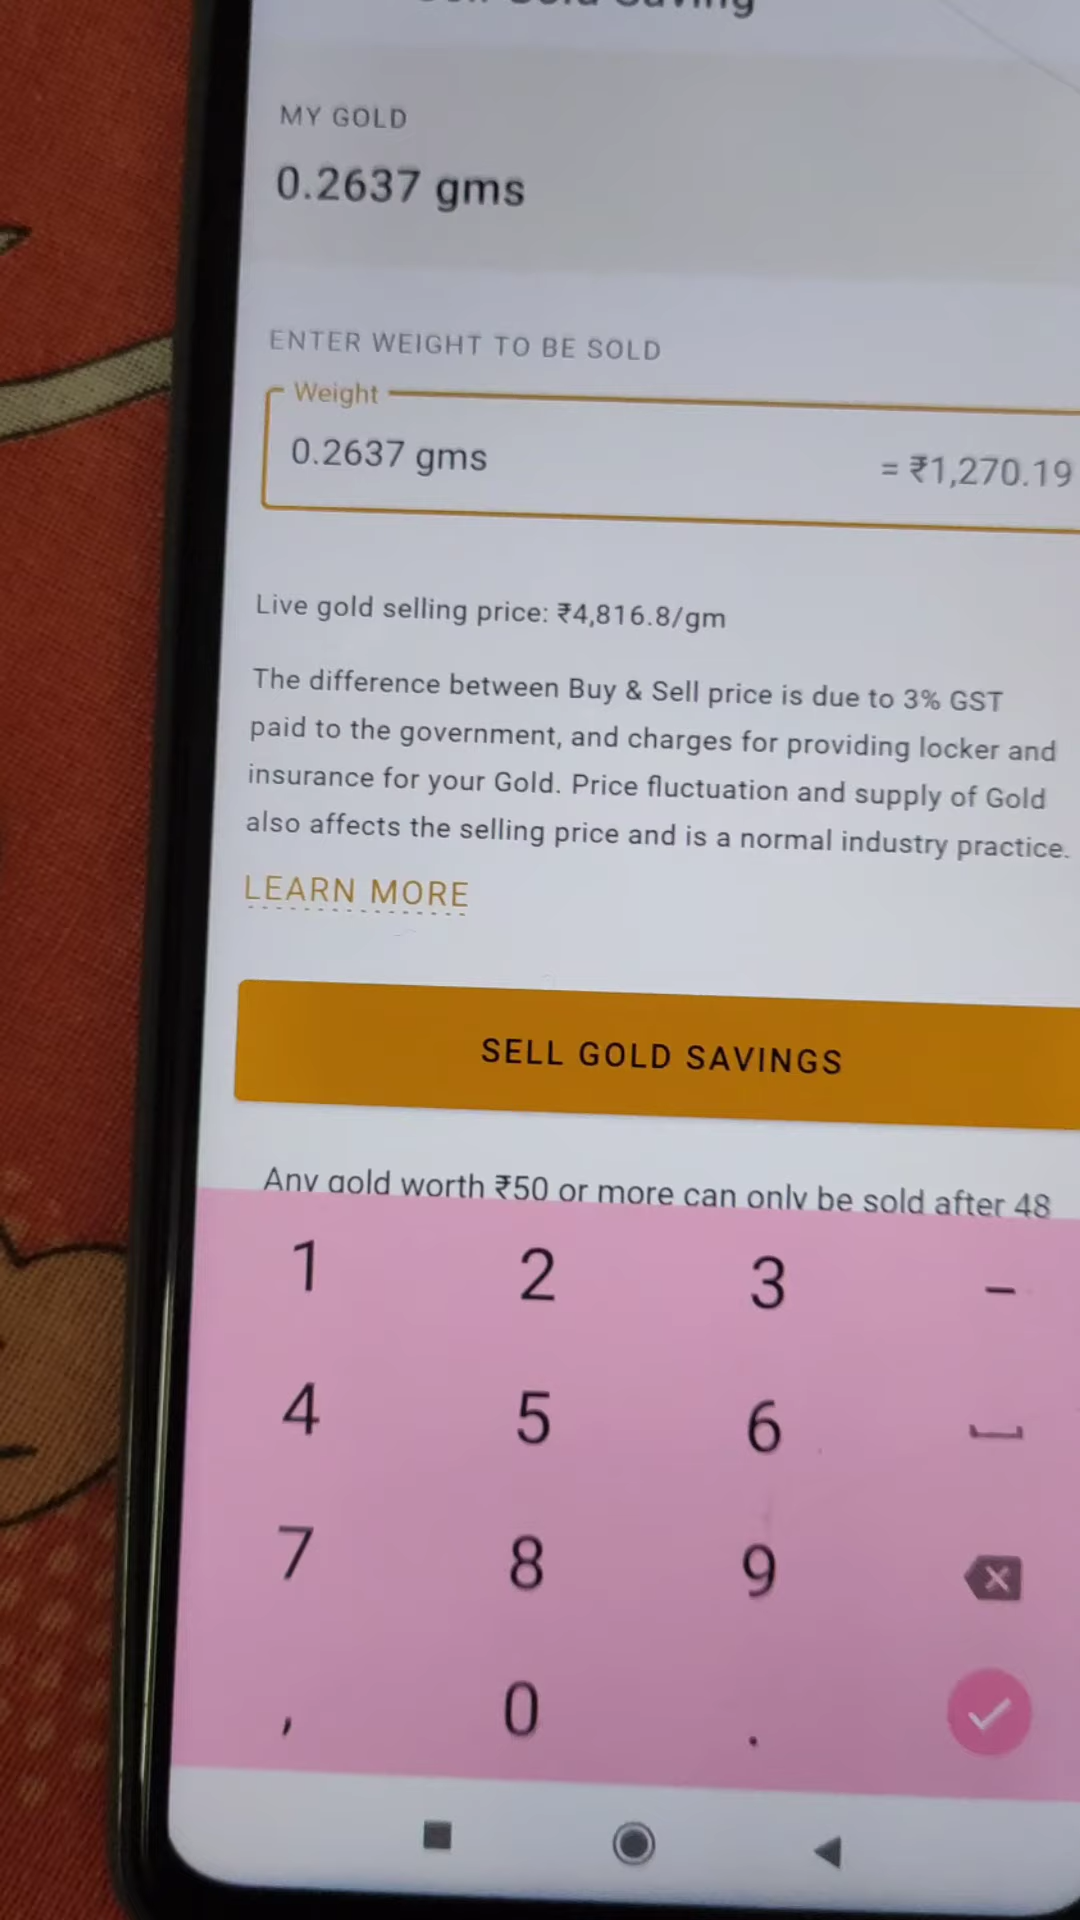 MY GOLD
0.2637 gms
ENTER WEIGHT TO BE SOLD
Weight
0.2637 gms = ₹1,270.19
Live gold selling price: ₹4,816.8/gm
The difference between Buy & Sell price is due to 3% GST
paid to the government, and charges for providing locker and
insurance for your Gold. Price fluctuation and supply of Gold
also affects the selling price and is a normal industry practice.
LEARN MORE
SELL GOLD SAVINGS
Any gold worth ₹50 or more can only be sold after 48
1 2 3 –
4 5 6
7 8 9
, 0 .